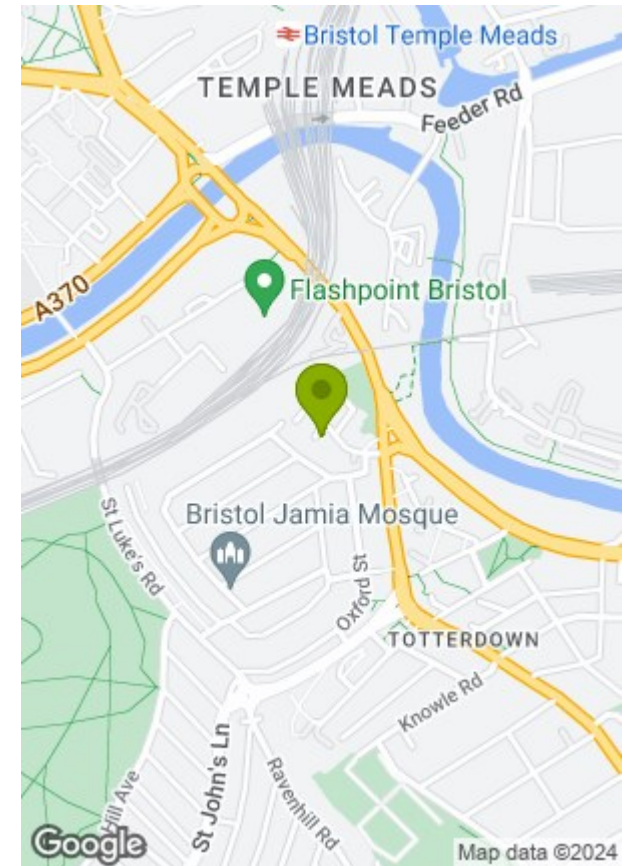 Bristol Temple Meads
TEMPLE MEADS
Feeder Rd
A370
Flashpoint Bristol
Bristol Jamia Mosque
St Luke's Rd
Oxford St
TOTTERDOWN
Knowle Rd
St John's Ln
Hill Ave
Ravenhill Rd
Google
Map data ©2024